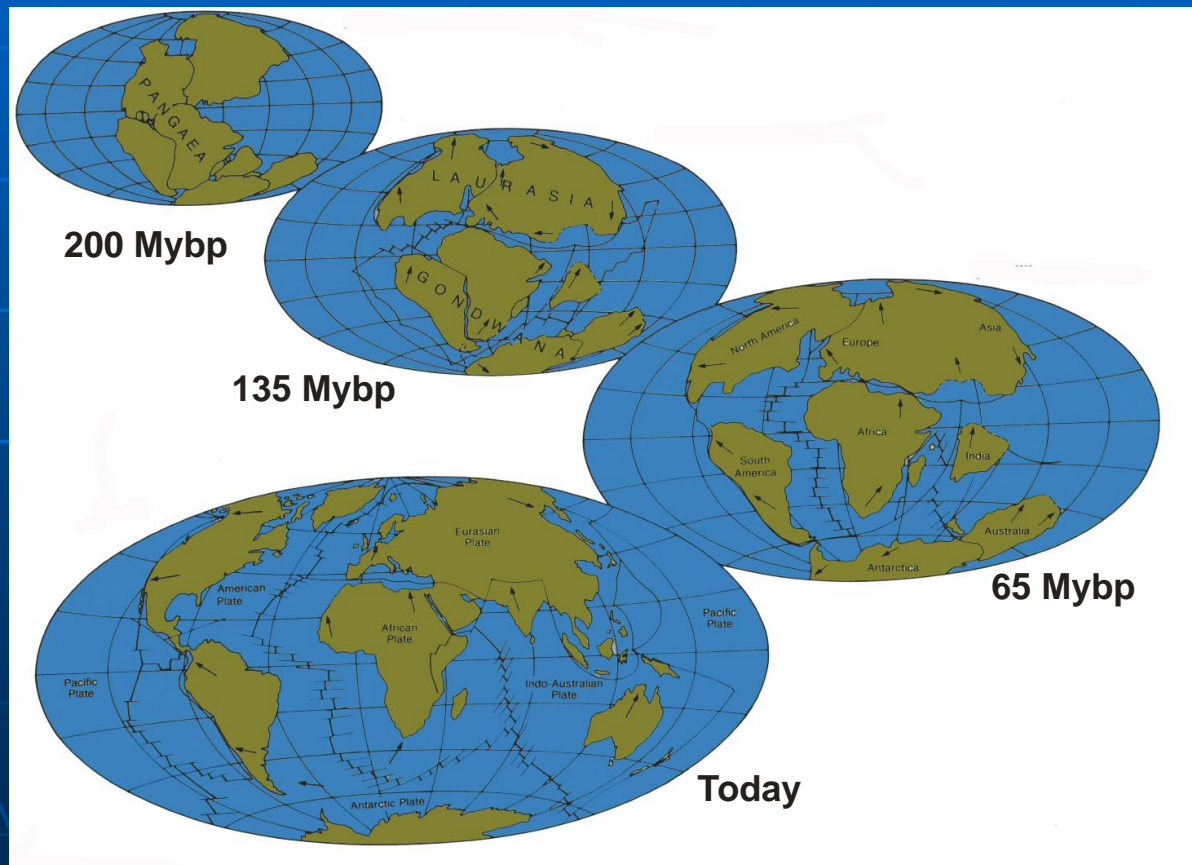 PANGAEA
200 Mybp
LAURASIA
GONDWANA
135 Mybp
North America
Europe
Asia
Africa
South
America
India
Australia
Antarctica
65 Mybp
Eurasian
Plate
American
Plate
African
Plate
Pacific
Plate
Pacific
Plate
Indo-Australian
Plate
Antarctic Plate
Today